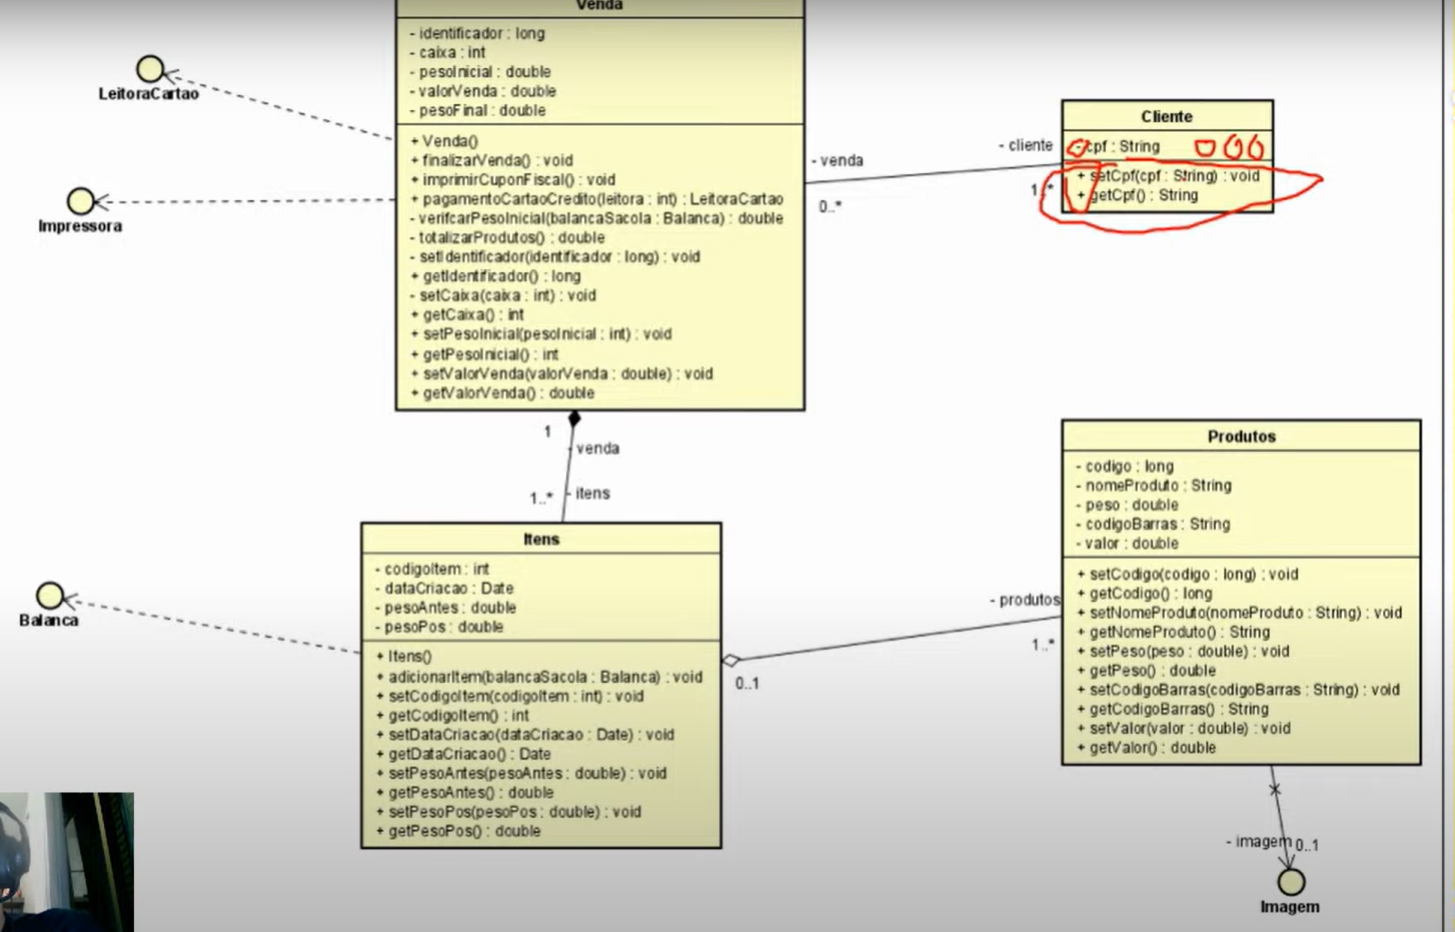 Venda
- identificador : long
- caixa : int
- pesoInicial : double
- valorVenda : double
- pesoFinal : double
+ Venda()
+ finalizarVenda() : void
+ imprimirCuponFiscal() : void
+ pagamentoCartaoCredito(leitora : int) : LeitoraCartao
- verifcarPesoInicial(balancaSacola : Balanca) : double
- totalizarProdutos() : double
- setIdentificador(identificador : long) : void
+ getIdentificador() : long
- setCaixa(caixa : int) : void
+ getCaixa() : int
+ setPesoInicial(pesoInicial : int) : void
+ getPesoInicial() : int
+ setValorVenda(valorVenda : double) : void
+ getValorVenda() : double
LeitoraCartao
Impressora
- venda
0..*
- cliente
1..*
Cliente
- cpf : String
+ setCpf(cpf : String) : void
+ getCpf() : String
1
- venda
1..*
- itens
Itens
- codigoItem : int
- dataCriacao : Date
- pesoAntes : double
- pesoPos : double
+ Itens()
+ adicionarItem(balancaSacola : Balanca) : void
+ setCodigoItem(codigoItem : int) : void
+ getCodigoItem() : int
+ setDataCriacao(dataCriacao : Date) : void
+ getDataCriacao() : Date
+ setPesoAntes(pesoAntes : double) : void
+ getPesoAntes() : double
+ setPesoPos(pesoPos : double) : void
+ getPesoPos() : double
Balanca
0..1
- produtos
1..*
Produtos
- codigo : long
- nomeProduto : String
- peso : double
- codigoBarras : String
- valor : double
+ setCodigo(codigo : long) : void
+ getCodigo() : long
+ setNomeProduto(nomeProduto : String) : void
+ getNomeProduto() : String
+ setPeso(peso : double) : void
+ getPeso() : double
+ setCodigoBarras(codigoBarras : String) : void
+ getCodigoBarras() : String
+ setValor(valor : double) : void
+ getValor() : double
- imagem
0..1
Imagem